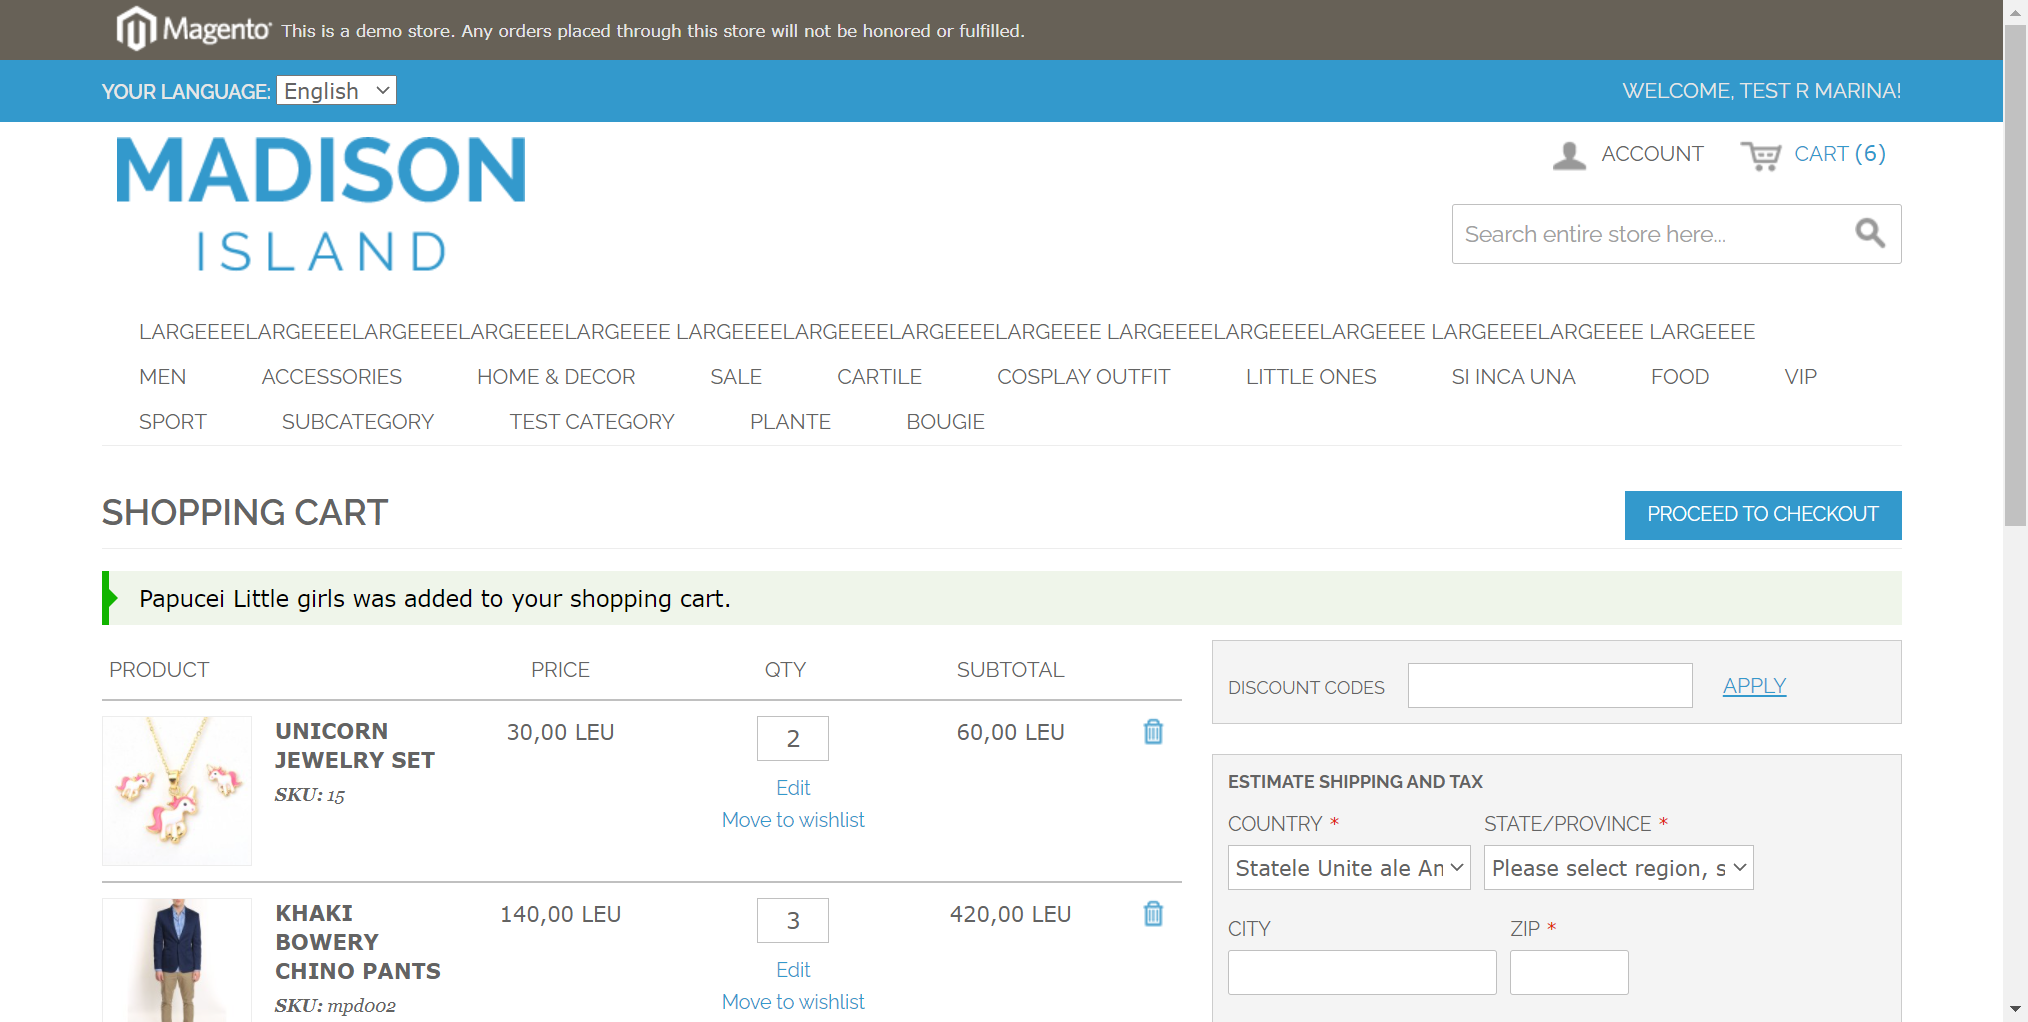 Magento® This is a demo store. Any orders placed through this store will not be honored or fulfilled.
YOUR LANGUAGE: English WELCOME, TEST R MARINA!
MADISON
ISLAND
ACCOUNT CART (6)
Search entire store here...
LARGEEEELARGEEEELARGEEEELARGEEEELARGEEEE LARGEEEELARGEEEELARGEEEELARGEEEE LARGEEEELARGEEEELARGEEEE LARGEEEELARGEEEE LARGEEEE
MEN ACCESSORIES HOME & DECOR SALE CARTILE COSPLAY OUTFIT LITTLE ONES SI INCA UNA FOOD VIP
SPORT SUBCATEGORY TEST CATEGORY PLANTE BOUGIE
SHOPPING CART PROCEED TO CHECKOUT
Papucei Little girls was added to your shopping cart.
PRODUCT PRICE QTY SUBTOTAL
UNICORN JEWELRY SET 30,00 LEU 2 60,00 LEU
SKU: 15
Edit
Move to wishlist
KHAKI BOWERY CHINO PANTS 140,00 LEU 3 420,00 LEU
SKU: mpd002
Edit
Move to wishlist
DISCOUNT CODES APPLY
ESTIMATE SHIPPING AND TAX
COUNTRY * STATE/PROVINCE *
Statele Unite ale Am Please select region, s
CITY ZIP *